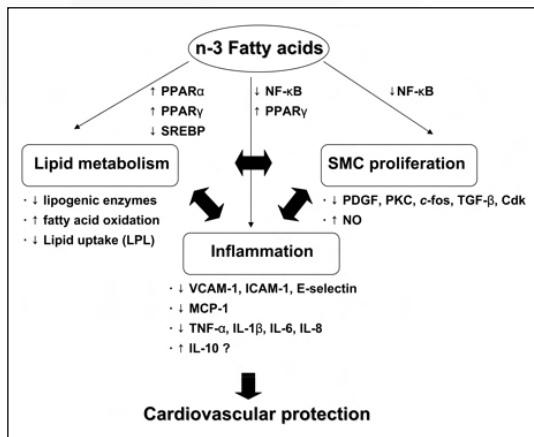 n-3 Fatty acids
↑ PPARα
↑ PPARγ
↓ SREBP
↓ NF-κB
↑ PPARγ
↓NF-κB
Lipid metabolism
· ↓ lipogenic enzymes
· ↑ fatty acid oxidation
· ↓ Lipid uptake (LPL)
SMC proliferation
· ↓ PDGF, PKC, c-fos, TGF-β, Cdk
· ↑ NO
Inflammation
· ↓ VCAM-1, ICAM-1, E-selectin
· ↓ MCP-1
· ↓ TNF-α, IL-1β, IL-6, IL-8
· ↑ IL-10 ?
Cardiovascular protection